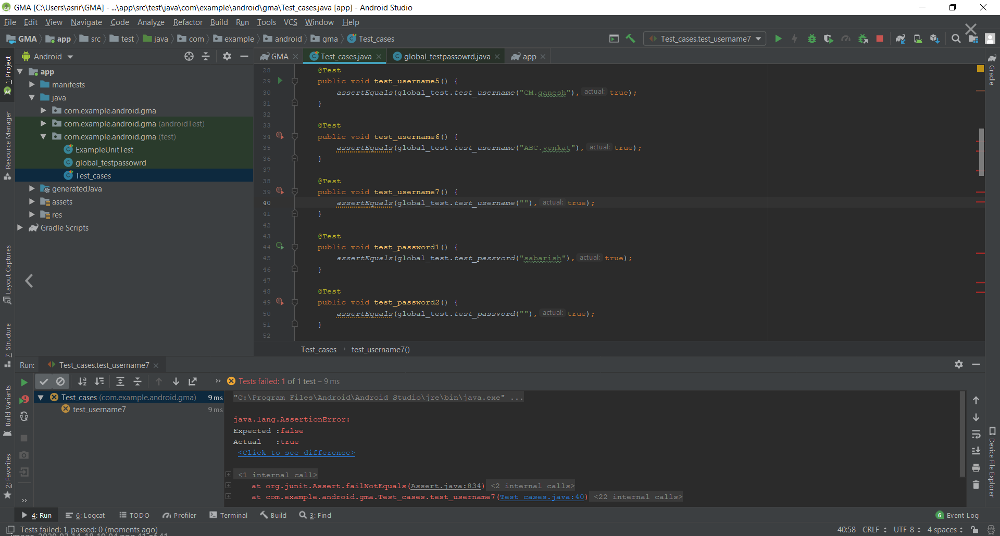 GMA [C:\Users\asrir\GMA] - ...\app\src\test\java\com\example\android\gma\Test_cases.java [app] - Android Studio
File Edit View Navigate Code Analyze Refactor Build Run Tools VCS Window Help
GMA app src test java com example android gma Test_cases
Test_cases.test_username7
1: Project
Resource Manager
Layout Captures
7: Structure
Build Variants
2: Favorites
Android
app
manifests
java
com.example.android.gma
com.example.android.gma (androidTest)
com.example.android.gma (test)
ExampleUnitTest
global_testpassowrd
Test_cases
generatedJava
assets
res
Gradle Scripts
GMA Test_cases.java global_testpassowrd.java app
28 @Test
29 public void test_username5() {
30 assertEquals(global_test.test_username("CM.ganesh"), actual: true);
31 }
32
33 @Test
34 public void test_username6() {
35 assertEquals(global_test.test_username("ABC.venkat"), actual: true);
36 }
37
38 @Test
39 public void test_username7() {
40 assertEquals(global_test.test_username(""), actual: true);
41 }
42
43 @Test
44 public void test_password1() {
45 assertEquals(global_test.test_password("sabarish"), actual: true);
46 }
47
48 @Test
49 public void test_password2() {
50 assertEquals(global_test.test_password(""), actual: true);
51 }
52
Test_cases test_username7()
Gradle
Device File Explorer
Run: Test_cases.test_username7
Tests failed: 1 of 1 test – 9 ms
Test_cases (com.example.android.gma) 9 ms
test_username7 9 ms
"C:\Program Files\Android\Android Studio\jre\bin\java.exe" ...
java.lang.AssertionError:
Expected :false
Actual :true
<Click to see difference>
<1 internal call>
at org.junit.Assert.failNotEquals(Assert.java:834) <2 internal calls>
at com.example.android.gma.Test_cases.test_username7(Test_cases.java:40) <22 internal calls>
4: Run 6: Logcat TODO Profiler Terminal Build 3: Find 6 Event Log
Tests failed: 1, passed: 0 (moments ago) 40:58 CRLF UTF-8 4 spaces